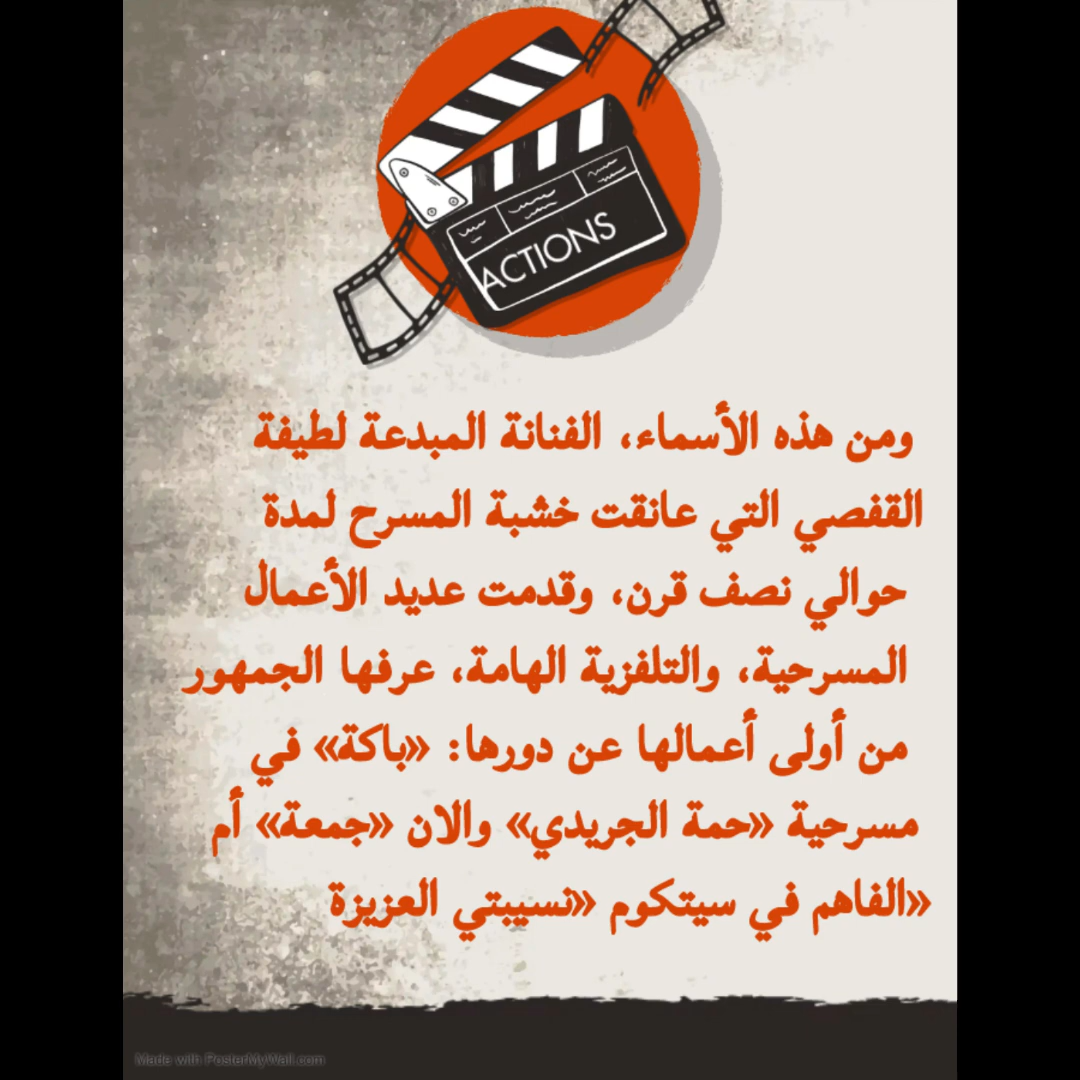 ACTIONS
ومن هذه الأسماء، الفنانة المبدعة لطيفة
القفصي التي عانقت خشبة المسرح لمدة
حوالي نصف قرن، وقدمت عديد الأعمال
المسرحية، والتلفزية الهامة، عرفها الجمهور
من أولى أعمالها عن دورها: «باكة» في
مسرحية «حمة الجريدي» والان «جمعة» أم
«الفاهم في سيتكوم «نسيبتي العزيزة
Made with PosterMyWall.com